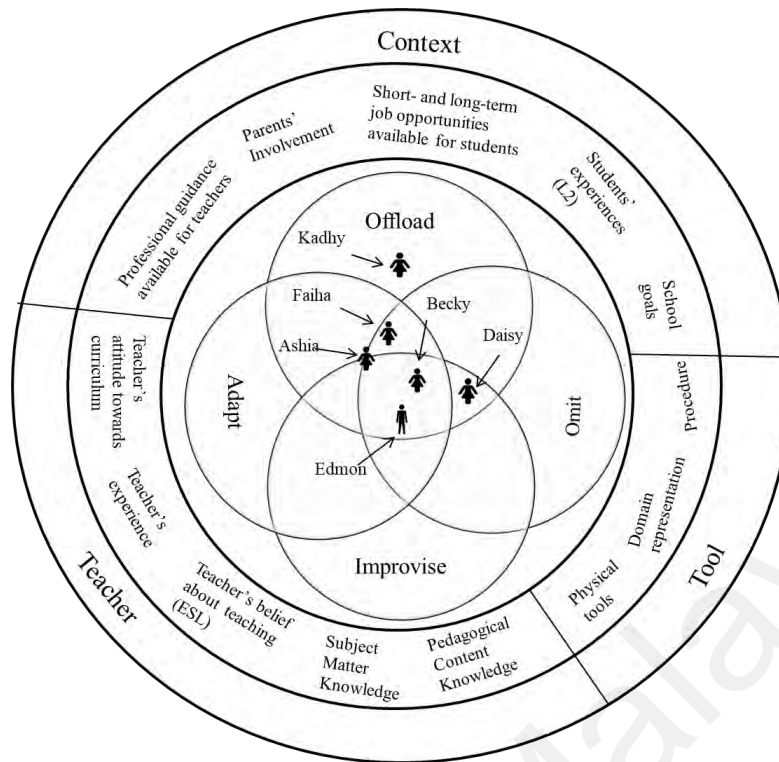 Context
Short- and long-term
job opportunities
available for students
Parents'
Involvement
Professional guidance
available for teachers
Students'
experiences
(L2)
School
goals
Offload
Kadhy
Faiha
Becky
Ashia
Daisy
Adapt
Omit
Edmon
Improvise
Teacher's
attitude towards
curriculum
Teacher's
experience
Teacher's belief
about teaching
(ESL)
Subject
Matter
Knowledge
Pedagogical
Content
Knowledge
Teacher
Procedure
Domain
representation
Physical
tools
Tool